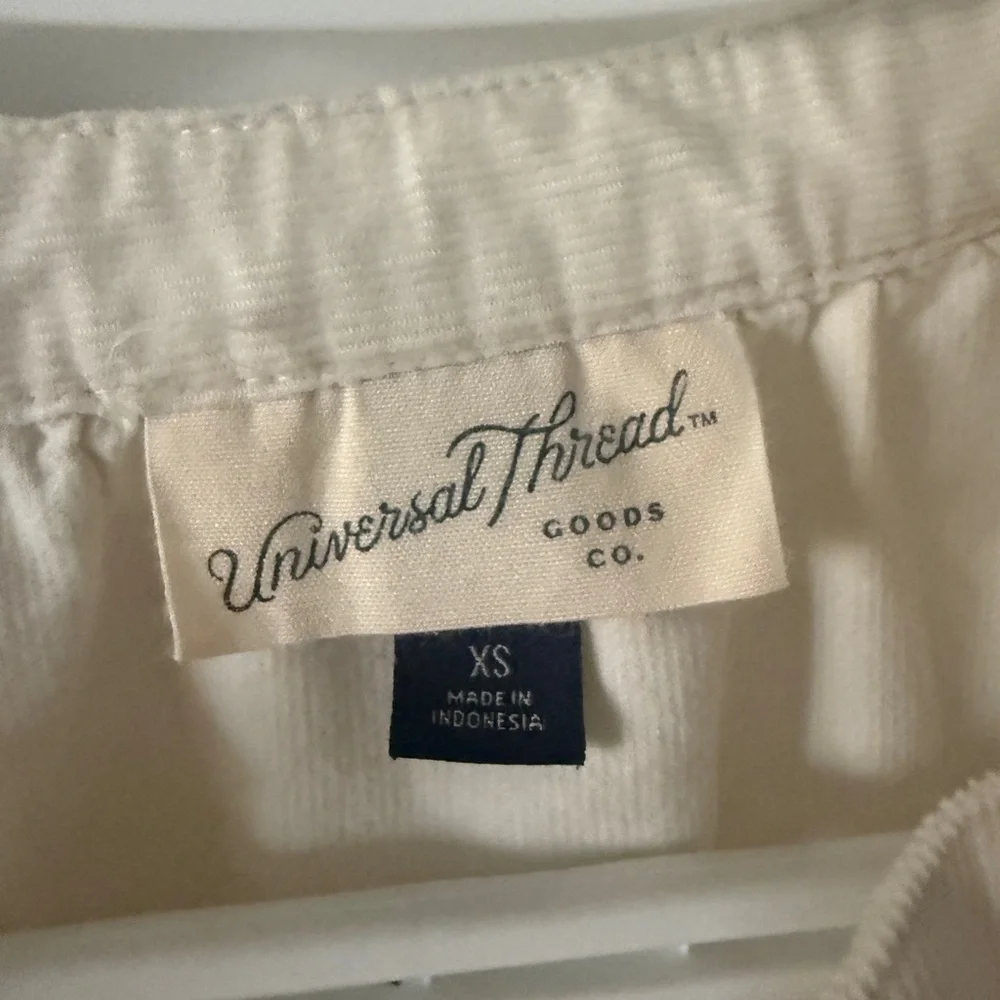 Universal Thread™
GOODS
CO.
XS
MADE IN
INDONESIA